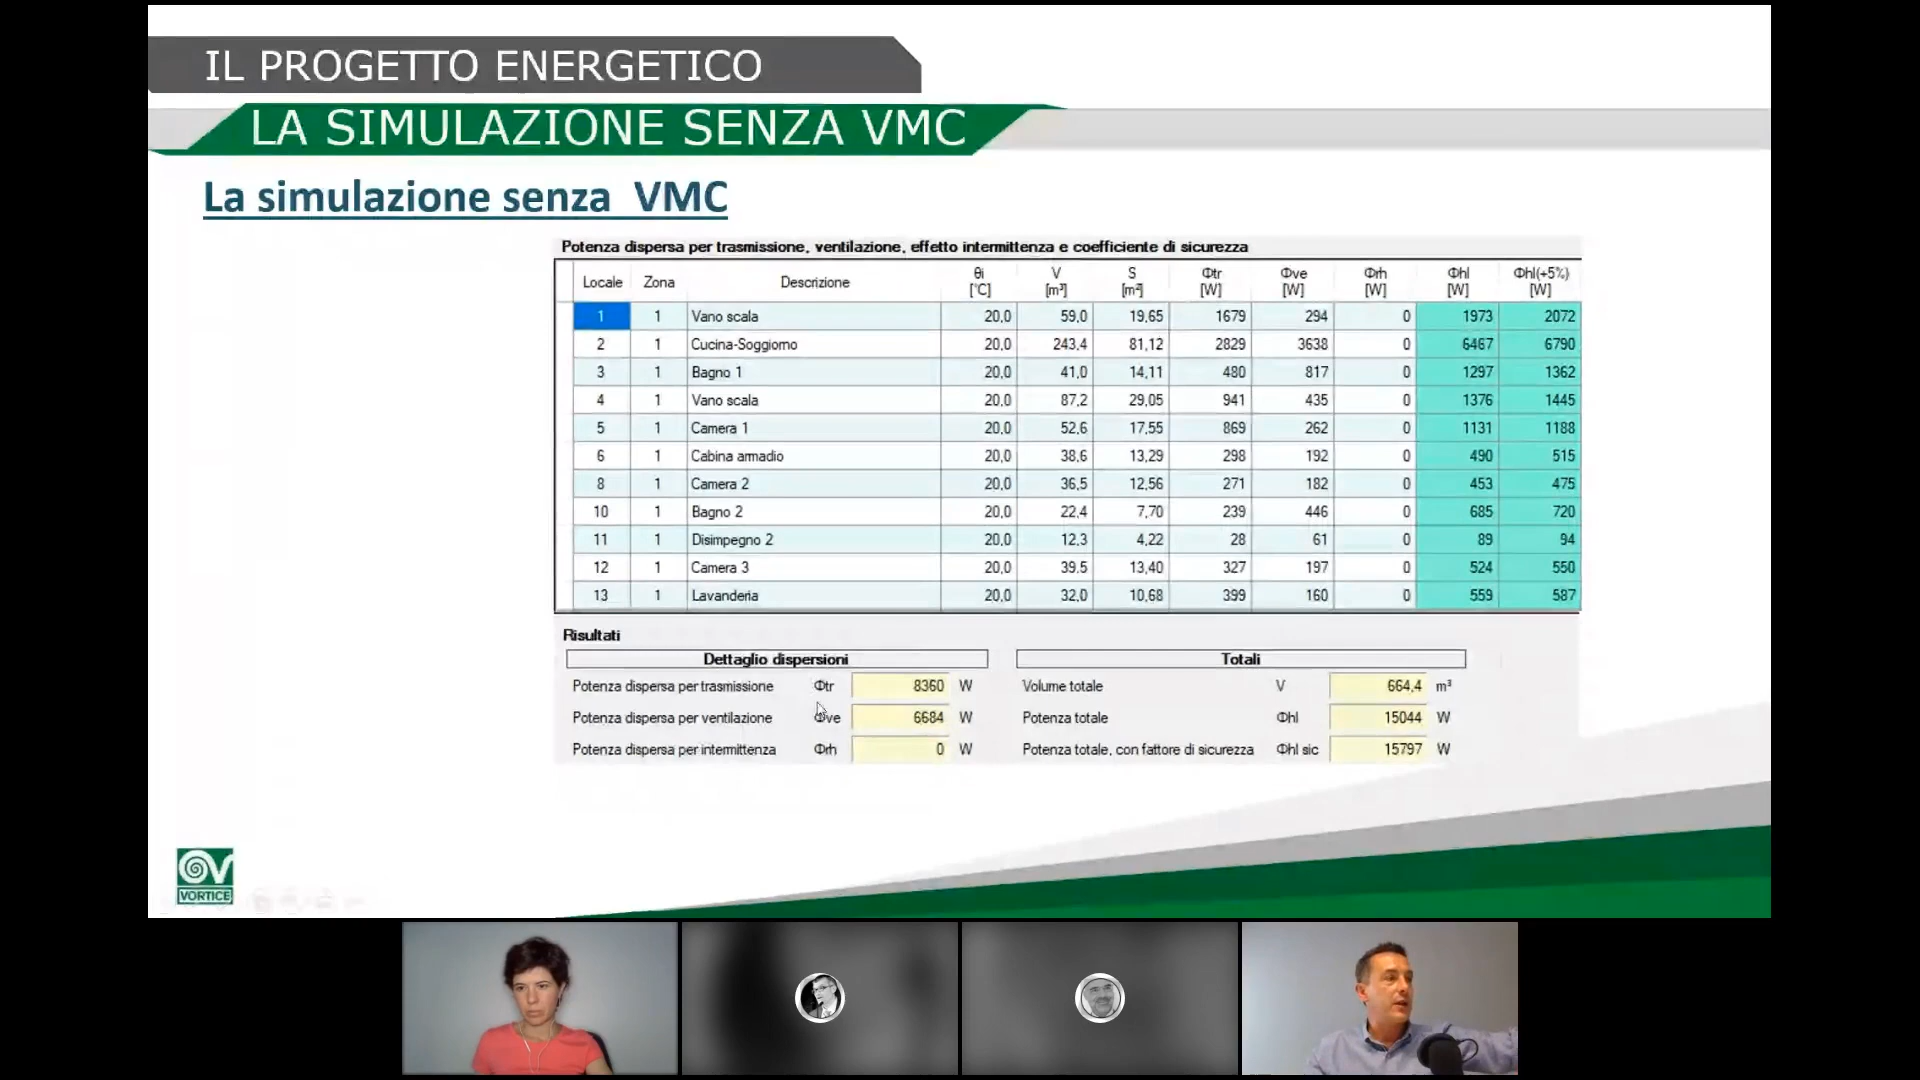 IL PROGETTO ENERGETICO
LA SIMULAZIONE SENZA VMC
La simulazione senza VMC
Potenza dispersa per trasmissione, ventilazione, effetto intermittenza e coefficiente di sicurezza
Locale Zona Descrizione θi [°C] V [m³] S [m²] Φtr [W] Φve [W] Φrh [W] Φhl [W] Φhl(+5%) [W]
1 1 Vano scala 20,0 59,0 19,65 1679 294 0 1973 2072
2 1 Cucina-Soggiorno 20,0 243,4 81,12 2829 3638 0 6467 6790
3 1 Bagno 1 20,0 41,0 14,11 480 817 0 1297 1362
4 1 Vano scala 20,0 87,2 29,05 941 435 0 1376 1445
5 1 Camera 1 20,0 52,6 17,55 869 262 0 1131 1188
6 1 Cabina armadio 20,0 38,6 13,29 298 192 0 490 515
8 1 Camera 2 20,0 36,5 12,56 271 182 0 453 475
10 1 Bagno 2 20,0 22,4 7,70 239 446 0 685 720
11 1 Disimpegno 2 20,0 12,3 4,22 28 61 0 89 94
12 1 Camera 3 20,0 39,5 13,40 327 197 0 524 550
13 1 Lavanderia 20,0 32,0 10,68 399 160 0 559 587
Risultati
Dettaglio dispersioni Totali
Potenza dispersa per trasmissione Φtr 8360 W Volume totale V 664,4 m³
Potenza dispersa per ventilazione Φve 6684 W Potenza totale Φhl 15044 W
Potenza dispersa per intermittenza Φrh 0 W Potenza totale, con fattore di sicurezza Φhl sic 15797 W
VORTICE